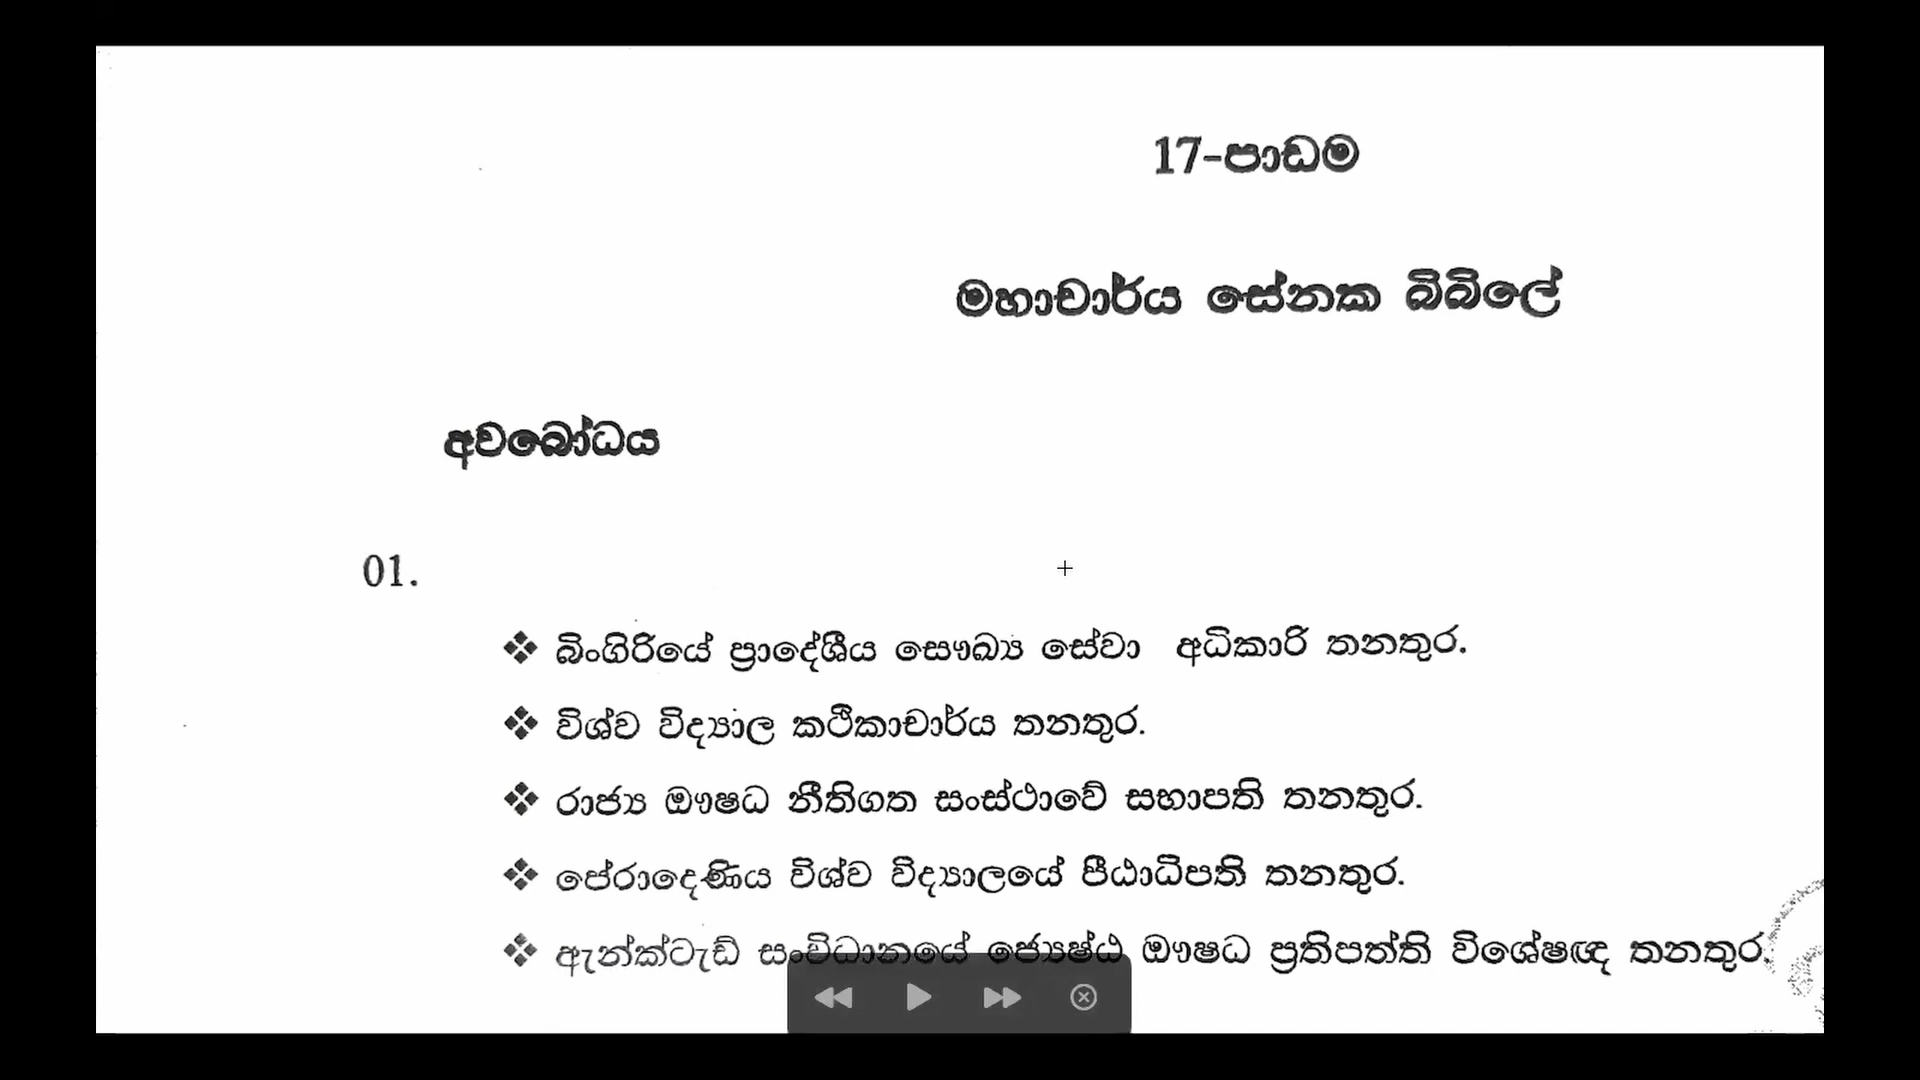 17-පාඩම
මහාචාර්ය සේනක බිබිලේ
අවබෝධය
01.
❖ බිංගිරියේ ප්‍රාදේශීය සෞඛ්‍ය සේවා අධිකාරි තනතුර.
❖ විශ්ව විද්‍යාල කථිකාචාර්ය තනතුර.
❖ රාජ්‍ය ඖෂධ නීතිගත සංස්ථාවේ සභාපති තනතුර.
❖ පේරාදෙණිය විශ්ව විද්‍යාලයේ පීඨාධිපති තනතුර.
❖ ඇන්ක්ටැඩ් සංවිධානයේ ජ්‍යෙෂ්ඨ ඖෂධ ප්‍රතිපත්ති විශේෂඥ තනතුර.